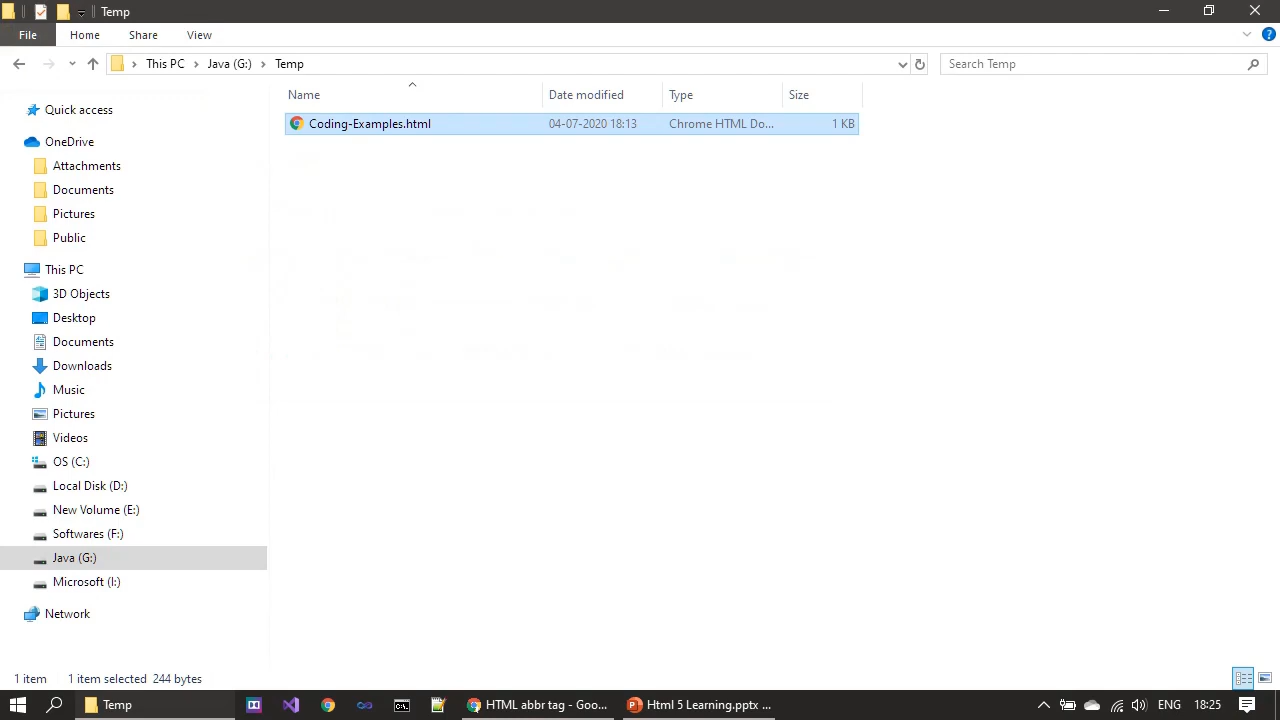 Temp
File
Home
Share
View
This PC
Java (G:)
Temp
Search Temp
Name
Date modified
Type
Size
Coding-Examples.html
04-07-2020 18:13
Chrome HTML Do...
1 KB
Quick access
OneDrive
Attachments
Documents
Pictures
Public
This PC
3D Objects
Desktop
Documents
Downloads
Music
Pictures
Videos
OS (C:)
Local Disk (D:)
New Volume (E:)
Softwares (F:)
Java (G:)
Microsoft (I:)
Network
1 item
1 item selected 244 bytes
Temp
HTML abbr tag - Goo...
Html 5 Learning.pptx ...
ENG
18:25